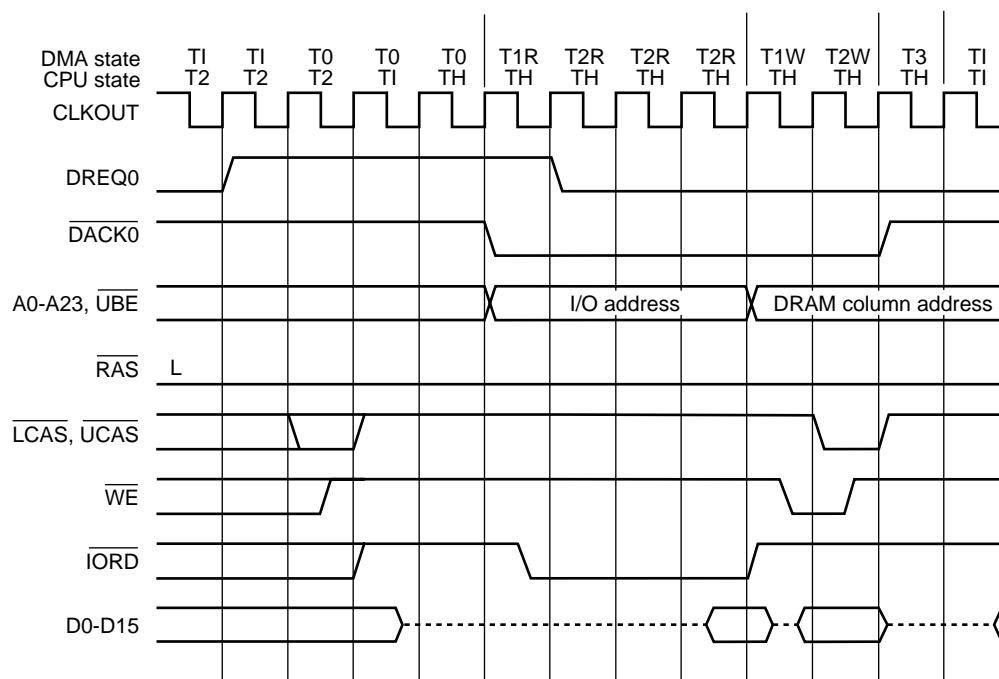 DMA state TI TI T0 T0 T0 T1R T2R T2R T2R T1W T2W T3 TI
CPU state T2 T2 T2 TI TH TH TH TH TH TH TH TH TI
CLKOUT
DREQ0
DACK0
A0-A23, UBE I/O address DRAM column address
RAS L
LCAS, UCAS
WE
IORD
D0-D15